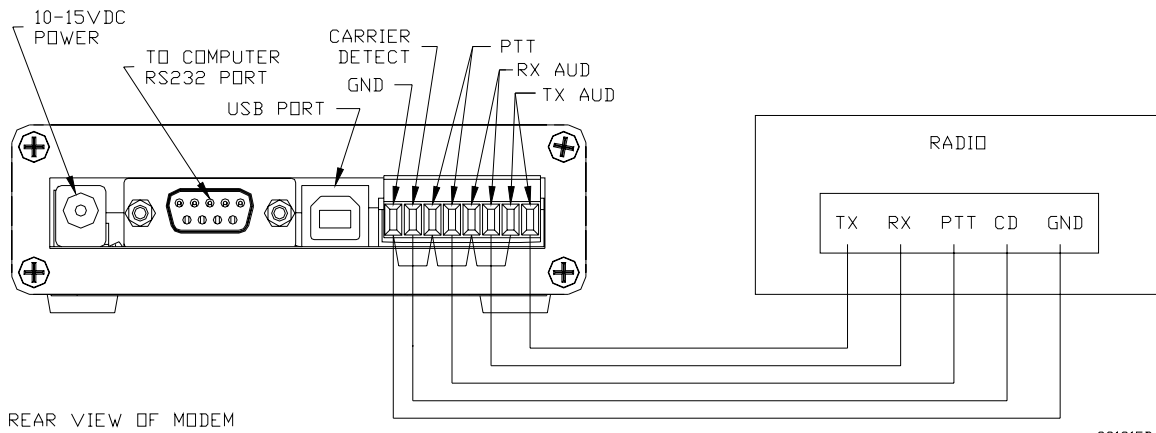 10-15VDC
POWER
TO COMPUTER
RS232 PORT
USB PORT
CARRIER
DETECT
GND
PTT
RX AUD
TX AUD
RADIO
TX RX PTT CD GND
REAR VIEW OF MODEM